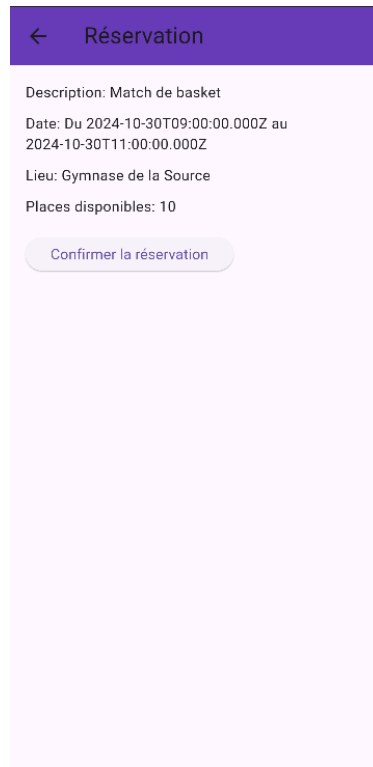 Réservation
Description: Match de basket
Date: Du 2024-10-30T09:00:00.000Z au
2024-10-30T11:00:00.000Z
Lieu: Gymnase de la Source
Places disponibles: 10
Confirmer la réservation